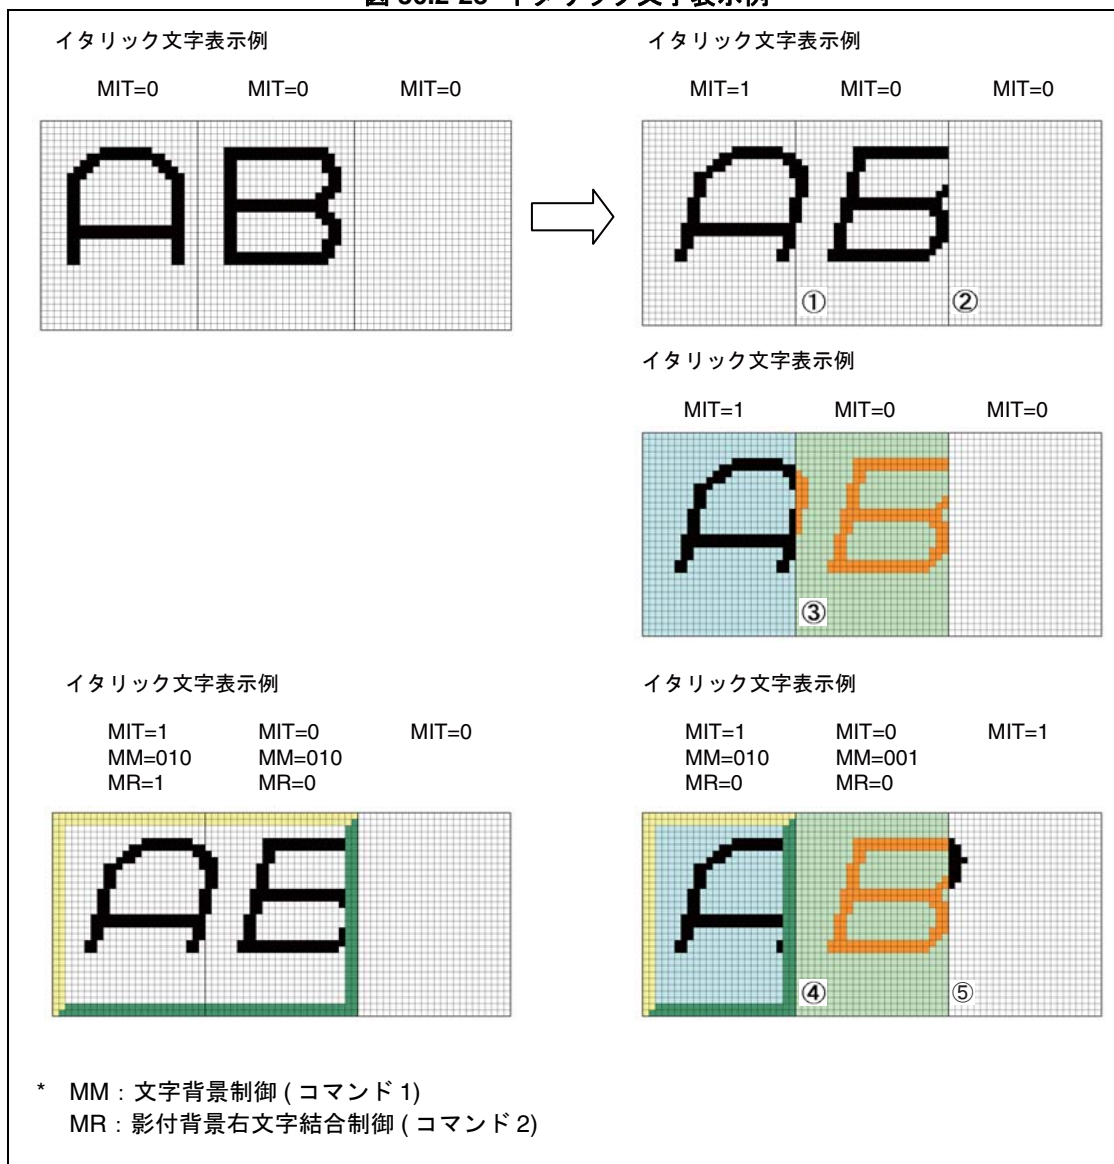 イタリック文字表示例
MIT=0 MIT=0 MIT=0
イタリック文字表示例
MIT=1 MIT=0 MIT=0
① ②
イタリック文字表示例
MIT=1 MIT=0 MIT=0
③
イタリック文字表示例
MIT=1 MIT=0 MIT=0
MM=010 MM=010
MR=1 MR=0
イタリック文字表示例
MIT=1 MIT=0 MIT=1
MM=010 MM=001
MR=0 MR=0
④ ⑤
* MM：文字背景制御 ( コマンド 1)
MR：影付背景右文字結合制御 ( コマンド 2)